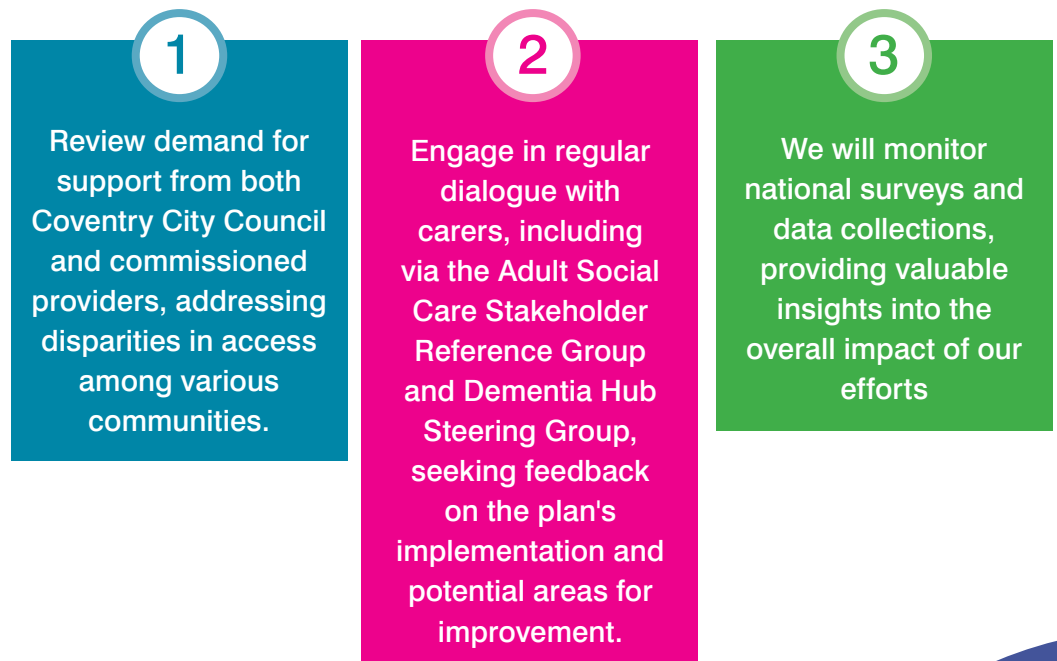 1
Review demand for
support from both
Coventry City Council
and commissioned
providers, addressing
disparities in access
among various
communities.
2
Engage in regular
dialogue with
carers, including
via the Adult Social
Care Stakeholder
Reference Group
and Dementia Hub
Steering Group,
seeking feedback
on the plan's
implementation and
potential areas for
improvement.
3
We will monitor
national surveys and
data collections,
providing valuable
insights into the
overall impact of our
efforts